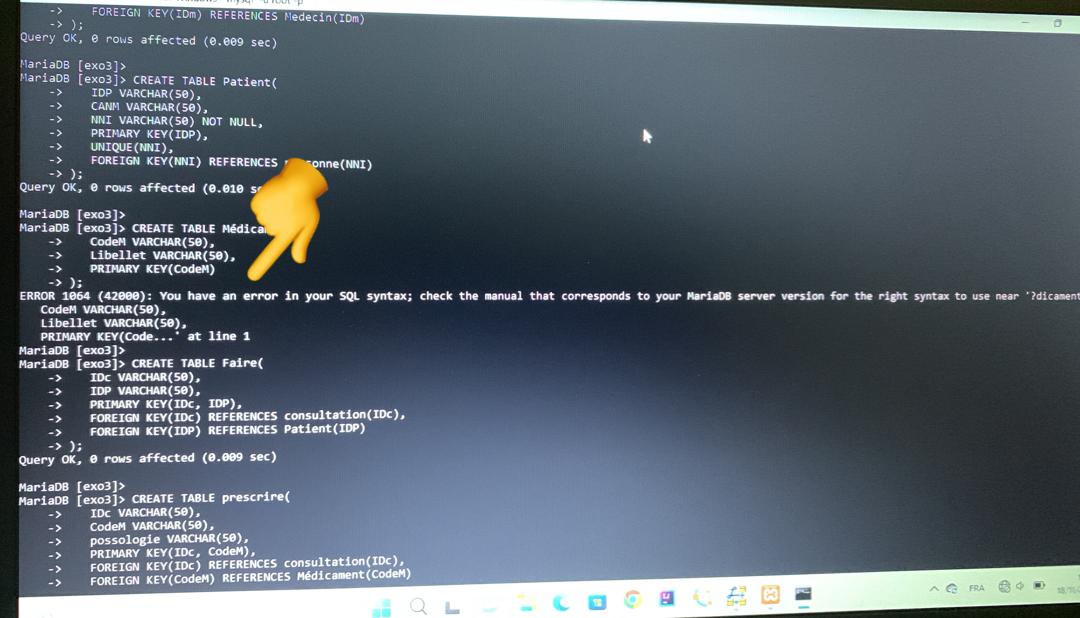 -> FOREIGN KEY(IDm) REFERENCES Medecin(IDm)
-> );
Query OK, 0 rows affected (0.009 sec)
MariaDB [exo3]>
MariaDB [exo3]> CREATE TABLE Patient(
-> IDP VARCHAR(50),
-> CANM VARCHAR(50),
-> NNI VARCHAR(50) NOT NULL,
-> PRIMARY KEY(IDP),
-> UNIQUE(NNI),
-> FOREIGN KEY(NNI) REFERENCES onne(NNI)
-> );
Query OK, 0 rows affected (0.010
MariaDB [exo3]>
MariaDB [exo3]> CREATE TABLE Médica
-> CodeM VARCHAR(50),
-> Libellet VARCHAR(50),
-> PRIMARY KEY(CodeM)
-> );
ERROR 1064 (42000): You have an error in your SQL syntax; check the manual that corresponds to your MariaDB server version for the right syntax to use near '?dicament
CodeM VARCHAR(50),
Libellet VARCHAR(50),
PRIMARY KEY(Code...' at line 1
MariaDB [exo3]>
MariaDB [exo3]> CREATE TABLE Faire(
-> IDc VARCHAR(50),
-> IDP VARCHAR(50),
-> PRIMARY KEY(IDc, IDP),
-> FOREIGN KEY(IDc) REFERENCES consultation(IDc),
-> FOREIGN KEY(IDP) REFERENCES Patient(IDP)
-> );
Query OK, 0 rows affected (0.009 sec)
MariaDB [exo3]>
MariaDB [exo3]> CREATE TABLE prescrire(
-> IDc VARCHAR(50),
-> CodeM VARCHAR(50),
-> possologie VARCHAR(50),
-> PRIMARY KEY(IDc, CodeM),
-> FOREIGN KEY(IDc) REFERENCES consultation(IDc),
-> FOREIGN KEY(CodeM) REFERENCES Médicament(CodeM)
FRA